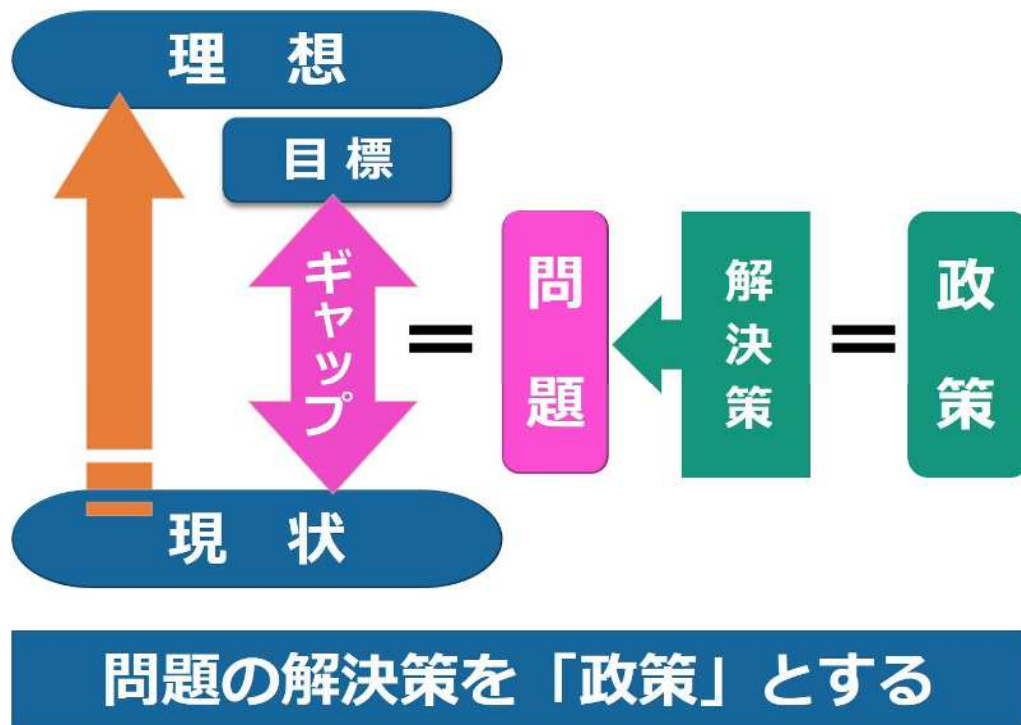 理　想
目 標
ギャップ
＝
問題
解決策
＝
政策
現　状
問題の解決策を「政策」とする